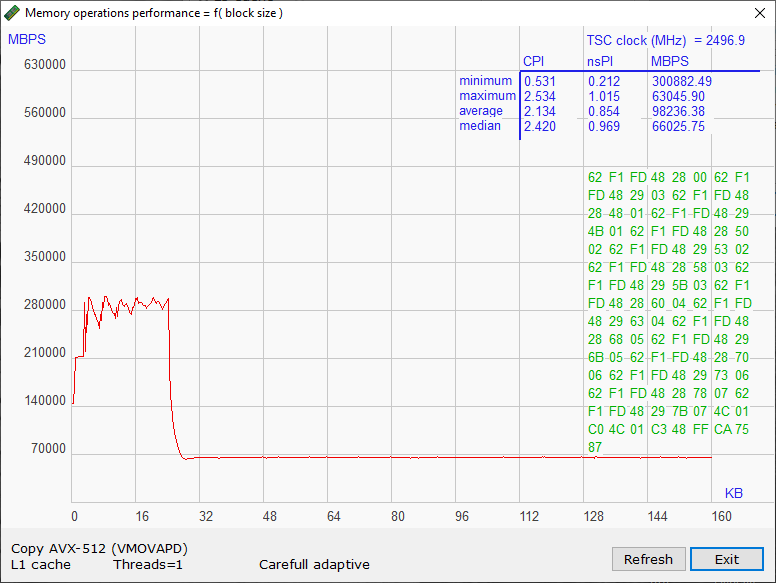 Memory operations performance = f( block size )
MBPS
TSC clock (MHz) = 2496.9
CPI nsPI MBPS
minimum 0.531 0.212 300882.49
maximum 2.534 1.015 63045.90
average 2.134 0.854 98236.38
median 2.420 0.969 66025.75
630000
560000
490000
420000
350000
280000
210000
140000
70000
62 F1 FD 48 28 00 62 F1
FD 48 29 03 62 F1 FD 48
28 48 01 62 F1 FD 48 29
4B 01 62 F1 FD 48 28 50
02 62 F1 FD 48 29 53 02
62 F1 FD 48 28 58 03 62
F1 FD 48 29 5B 03 62 F1
FD 48 28 60 04 62 F1 FD
48 29 63 04 62 F1 FD 48
28 68 05 62 F1 FD 48 29
6B 05 62 F1 FD 48 28 70
06 62 F1 FD 48 29 73 06
62 F1 FD 48 28 78 07 62
F1 FD 48 29 7B 07 4C 01
C0 4C 01 C3 48 FF CA 75
87
KB
0 16 32 48 64 80 96 112 128 144 160
Copy AVX-512 (VMOVAPD)
L1 cache Threads=1 Carefull adaptive
Refresh Exit